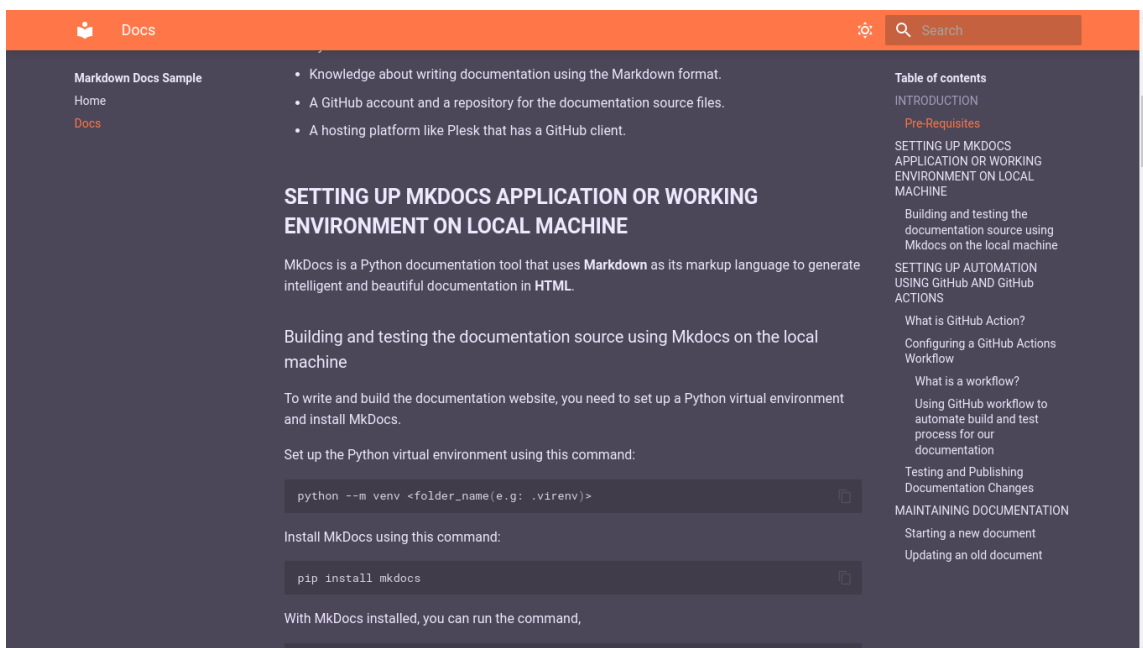 Docs
Search
Markdown Docs Sample
Home
Docs
Knowledge about writing documentation using the Markdown format.
A GitHub account and a repository for the documentation source files.
A hosting platform like Plesk that has a GitHub client.
SETTING UP MKDOCS APPLICATION OR WORKING
ENVIRONMENT ON LOCAL MACHINE
MkDocs is a Python documentation tool that uses Markdown as its markup language to generate
intelligent and beautiful documentation in HTML.
Building and testing the documentation source using Mkdocs on the local
machine
To write and build the documentation website, you need to set up a Python virtual environment
and install MkDocs.
Set up the Python virtual environment using this command:
python --m venv <folder_name(e.g: .virenv)>
Install MkDocs using this command:
pip install mkdocs
With MkDocs installed, you can run the command,
Table of contents
INTRODUCTION
Pre-Requisites
SETTING UP MKDOCS
APPLICATION OR WORKING
ENVIRONMENT ON LOCAL
MACHINE
Building and testing the
documentation source using
Mkdocs on the local machine
SETTING UP AUTOMATION
USING GitHub AND GitHub
ACTIONS
What is GitHub Action?
Configuring a GitHub Actions
Workflow
What is a workflow?
Using GitHub workflow to
automate build and test
process for our
documentation
Testing and Publishing
Documentation Changes
MAINTAINING DOCUMENTATION
Starting a new document
Updating an old document